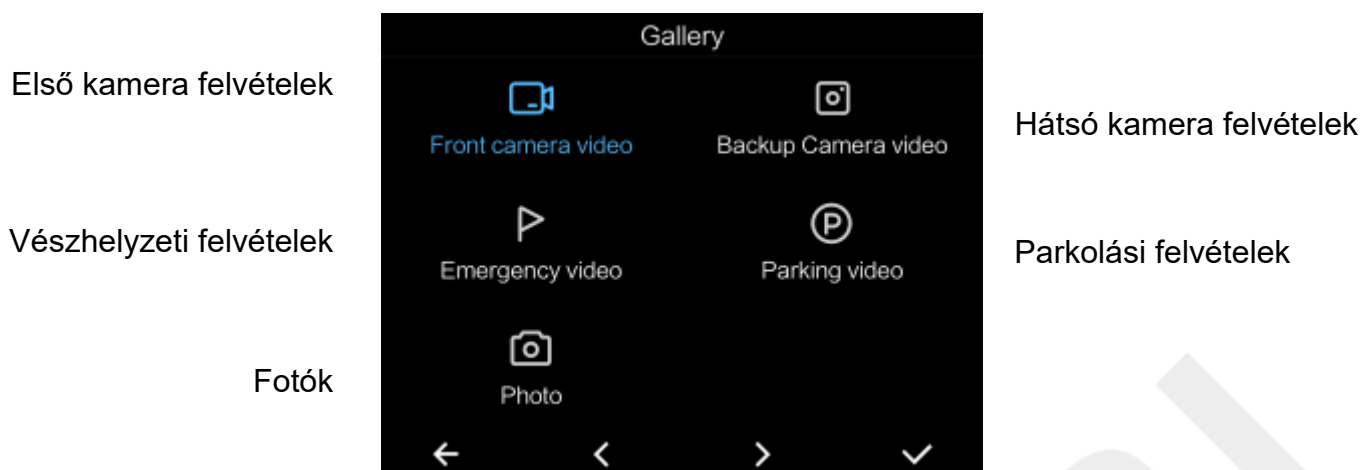 Gallery
Első kamera felvételek
Front camera video
Backup Camera video
Hátsó kamera felvételek
Vészhelyzeti felvételek
Emergency video
Parking video
Parkolási felvételek
Fotók
Photo